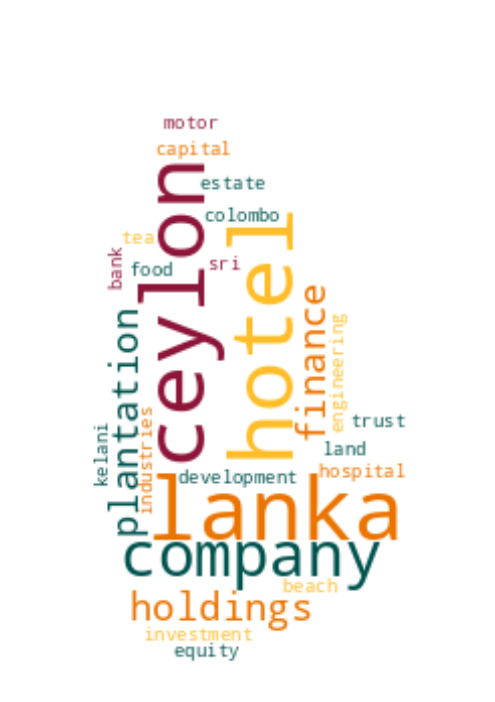 motor
capital
estate
ceylon
colombo
hotel
tea
bank
food
sri
finance
plantation
engineering
industries
kelani
trust
land
hospital
development
lanka
company
beach
holdings
investment
equity